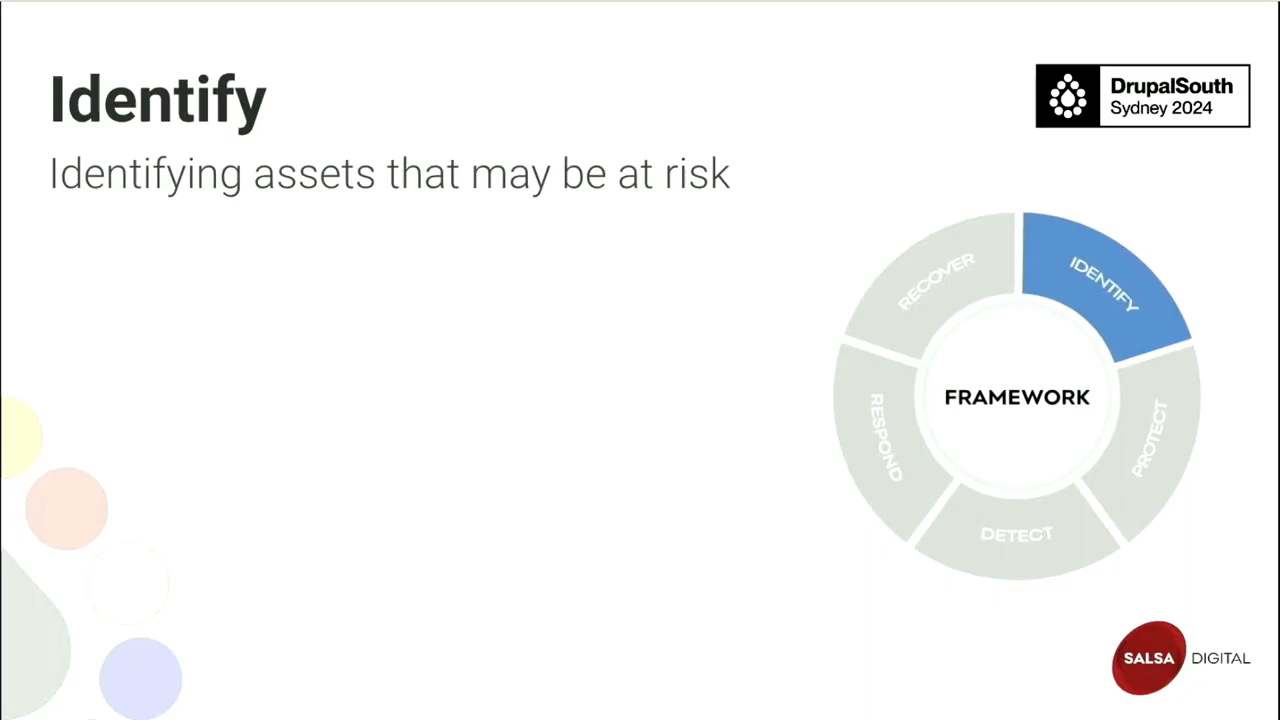 Identify
Identifying assets that may be at risk
DrupalSouth
Sydney 2024
RECOVER
IDENTIFY
FRAMEWORK
RESPOND
PROTECT
DETECT
SALSA DIGITAL